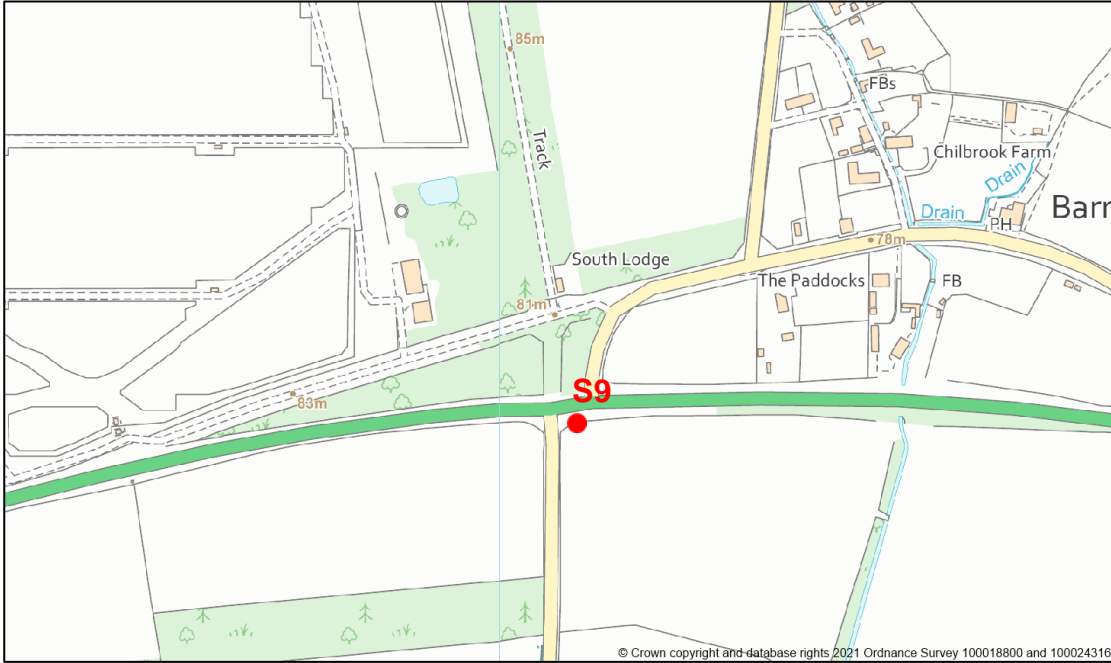 85m
FBs
Track
Chilbrook Farm
Drain
Drain
PH
Barr
78m
South Lodge
The Paddocks
FB
81m
S9
83m
© Crown copyright and database rights 2021 Ordnance Survey 100018800 and 100024316